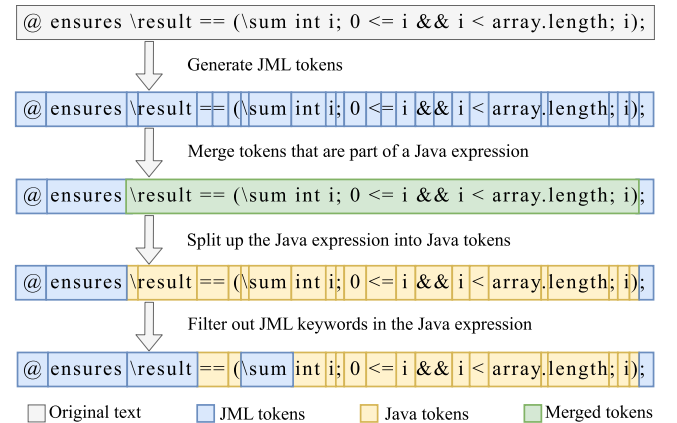 @ ensures \result == (\sum int i; 0 <= i && i < array.length; i);
Generate JML tokens
@ ensures \result == (\sum int i; 0 <= i && i < array.length; i);
Merge tokens that are part of a Java expression
@ ensures \result == (\sum int i; 0 <= i && i < array.length; i);
Split up the Java expression into Java tokens
@ ensures \result == (\sum int i; 0 <= i && i < array.length; i);
Filter out JML keywords in the Java expression
@ ensures \result == (\sum int i; 0 <= i && i < array.length; i);
Original text JML tokens Java tokens Merged tokens